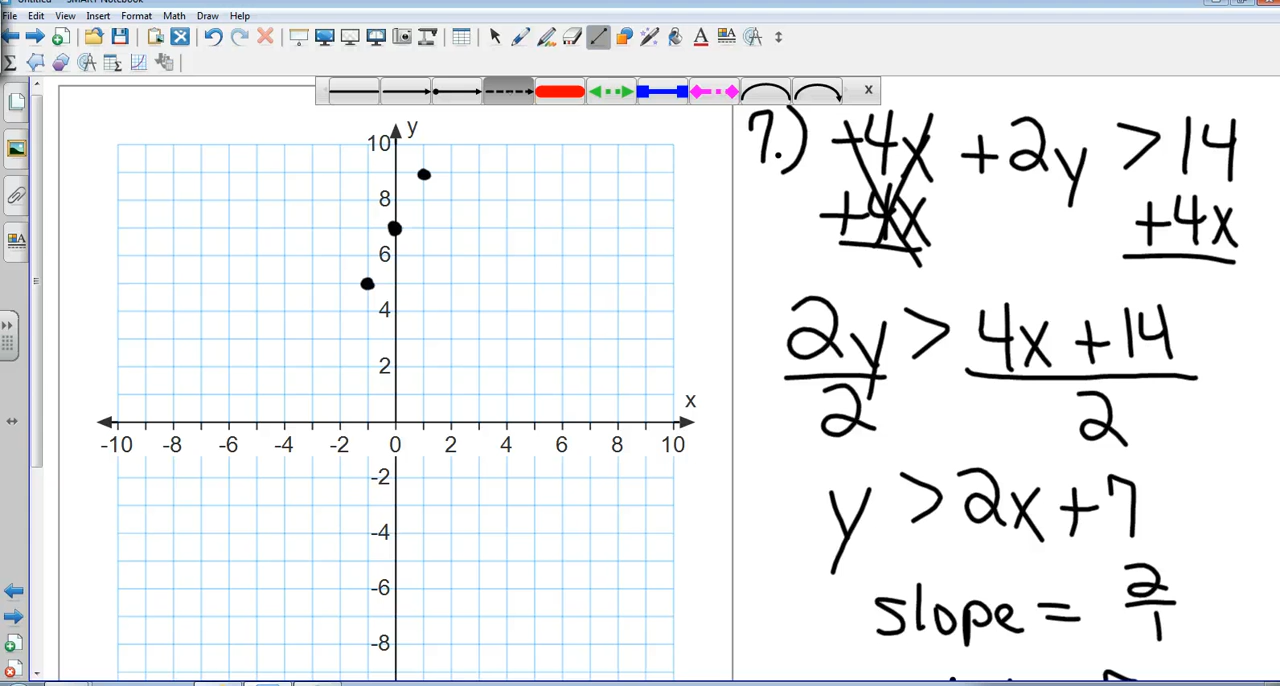 File Edit View Insert Format Math Draw Help
x
y
10
8
6
4
2
x
-10 -8 -6 -4 -2 0 2 4 6 8 10
-2
-4
-6
-8
7.) -4x +2y > 14
+4x +4x
2y > 4x + 14
2 2
y > 2x + 7
slope = 2
1